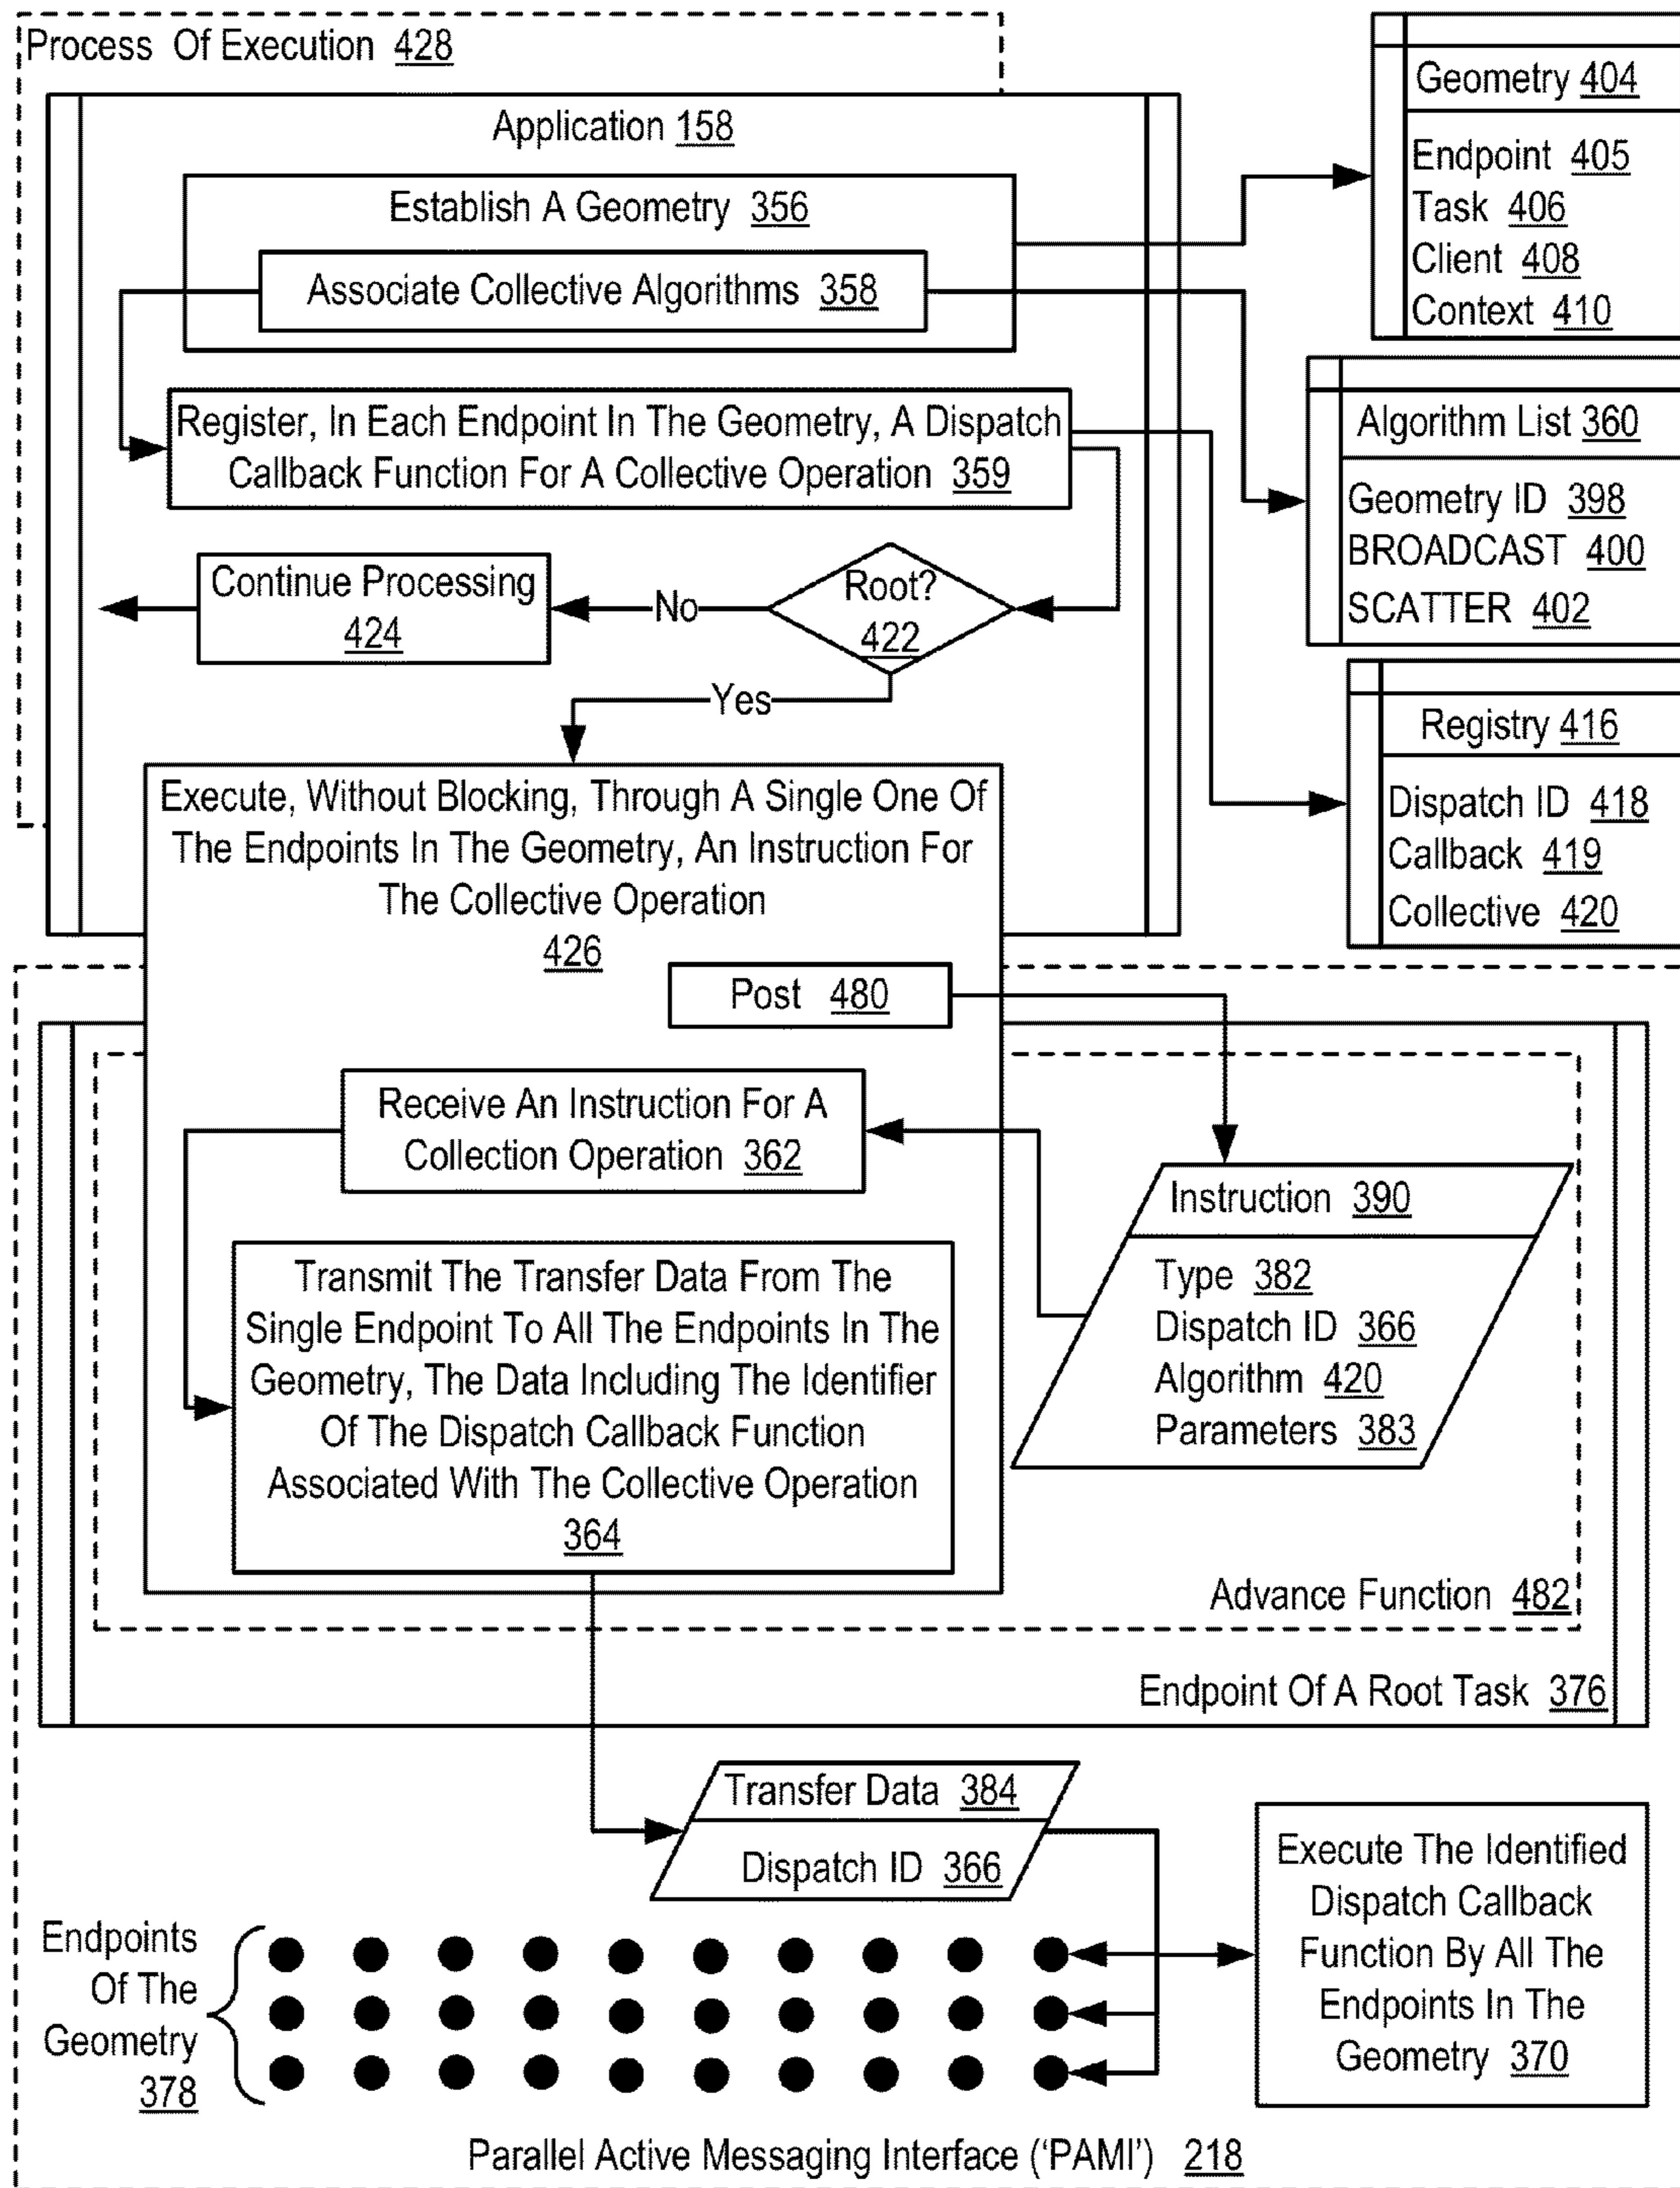 Process Of Execution 428
Application 158
Establish A Geometry 356
Associate Collective Algorithms 358
Register, In Each Endpoint In The Geometry, A Dispatch
Callback Function For A Collective Operation 359
Continue Processing
424
No
Root?
422
Yes
Execute, Without Blocking, Through A Single One Of
The Endpoints In The Geometry, An Instruction For
The Collective Operation
426
Geometry 404
Endpoint 405
Task 406
Client 408
Context 410
Algorithm List 360
Geometry ID 398
BROADCAST 400
SCATTER 402
Registry 416
Dispatch ID 418
Callback 419
Collective 420
Post 480
Receive An Instruction For A
Collection Operation 362
Instruction 390
Type 382
Dispatch ID 366
Algorithm 420
Parameters 383
Transmit The Transfer Data From The
Single Endpoint To All The Endpoints In The
Geometry, The Data Including The Identifier
Of The Dispatch Callback Function
Associated With The Collective Operation
364
Advance Function 482
Endpoint Of A Root Task 376
Transfer Data 384
Dispatch ID 366
Endpoints
Of The
Geometry
378
Execute The Identified
Dispatch Callback
Function By All The
Endpoints In The
Geometry 370
Parallel Active Messaging Interface (‘PAMI’) 218